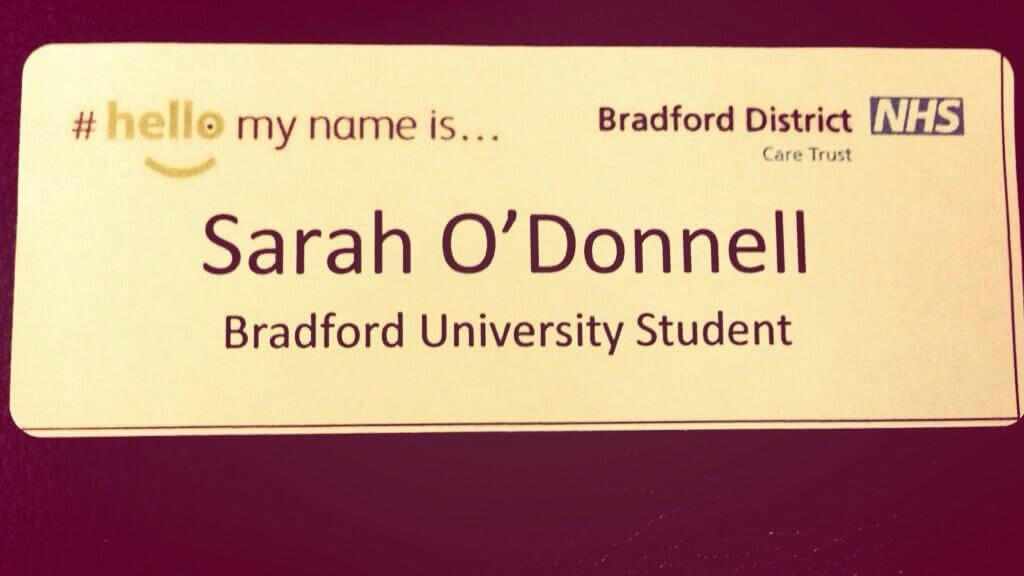 # hello my name is...
Bradford District NHS
Care Trust
Sarah O’Donnell
Bradford University Student